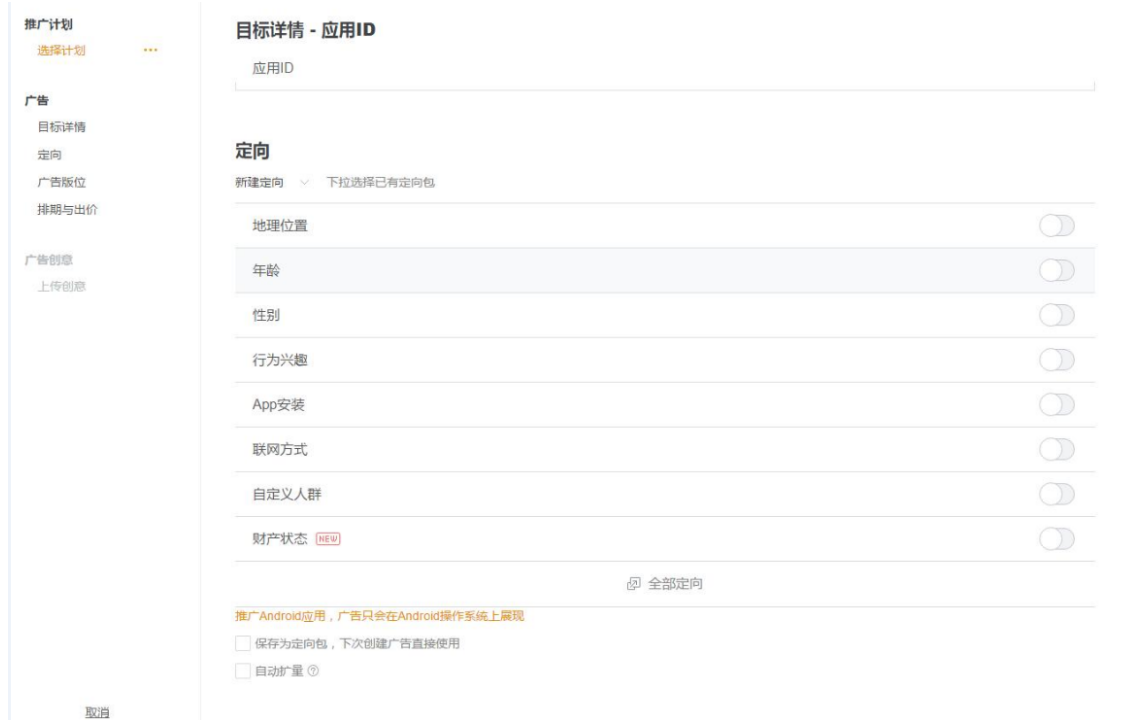 推广计划
选择计划 •••
广告
目标详情
定向
广告版位
排期与出价
广告创意
上传创意
取消
目标详情 - 应用ID
应用ID
定向
新建定向 下拉选择已有定向包
地理位置
年龄
性别
行为兴趣
App安装
联网方式
自定义人群
财产状态 NEW
全部定向
推广Android应用，广告只会在Android操作系统上展现
保存为定向包，下次创建广告直接使用
自动扩量 ?